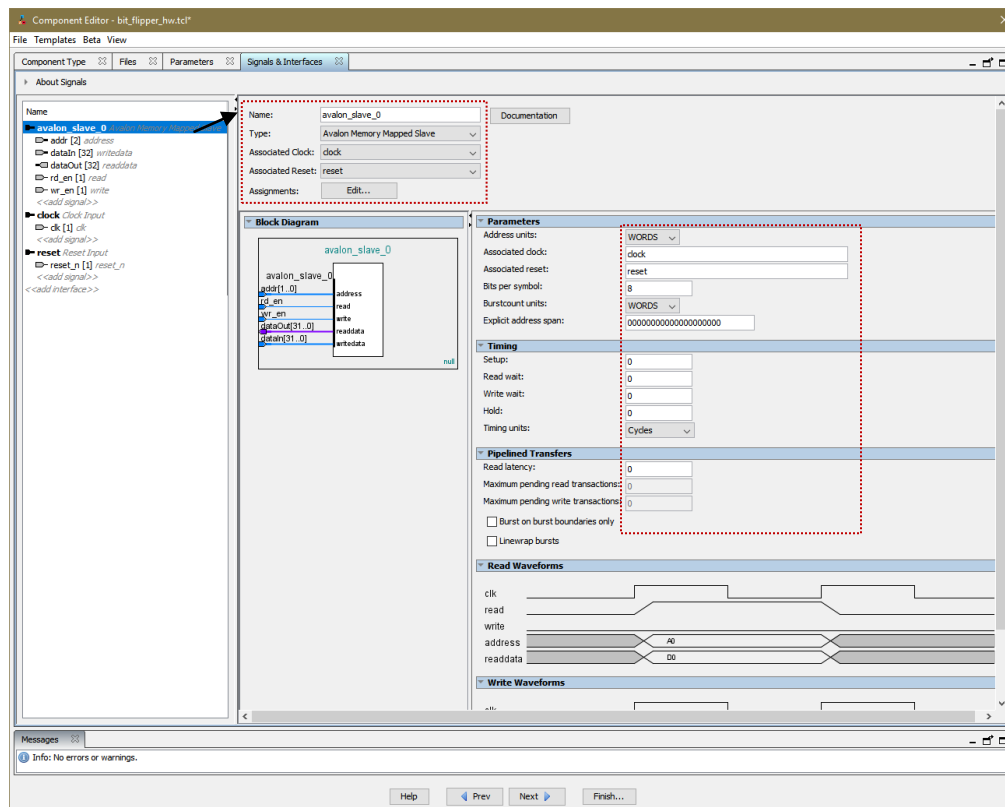 Component Editor - bit_flipper_hw.tcl*
File Templates Beta View
Component Type Files Parameters Signals & Interfaces
About Signals
Name
avalon_slave_0 Avalon Memory Mapped Slave
addr [2] address
dataIn [32] writedata
dataOut [32] readdata
rd_en [1] read
wr_en [1] write
<<add signal>>
clock Clock Input
clk [1] clk
<<add signal>>
reset Reset Input
reset_n [1] reset_n
<<add signal>>
<<add interface>>
Name: avalon_slave_0 Documentation
Type: Avalon Memory Mapped Slave
Associated Clock: clock
Associated Reset: reset
Assignments: Edit...
Block Diagram
avalon_slave_0
avalon_slave_0
addr[1..0] address
rd_en read
wr_en write
dataOut[31..0] readdata
dataIn[31..0] writedata
null
Parameters
Address units: WORDS
Associated clock: clock
Associated reset: reset
Bits per symbol: 8
Burstcount units: WORDS
Explicit address span: 00000000000000000000
Timing
Setup: 0
Read wait: 0
Write wait: 0
Hold: 0
Timing units: Cycles
Pipelined Transfers
Read latency: 0
Maximum pending read transactions: 0
Maximum pending write transactions: 0
Burst on burst boundaries only
Linewrap bursts
Read Waveforms
clk
read
write
address A0
readdata D0
Write Waveforms
clk
Messages
Info: No errors or warnings.
Help Prev Next Finish...